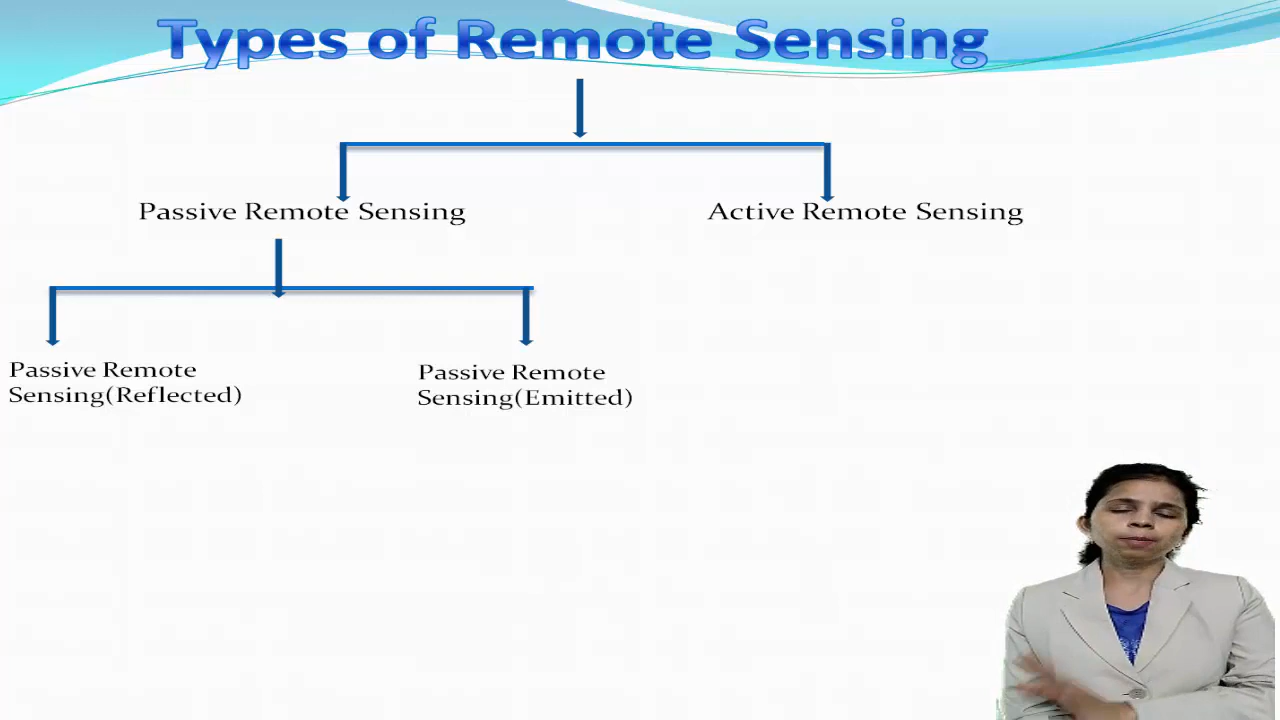 Types of Remote Sensing
Passive Remote Sensing
Active Remote Sensing
Passive Remote
Sensing(Reflected)
Passive Remote
Sensing(Emitted)